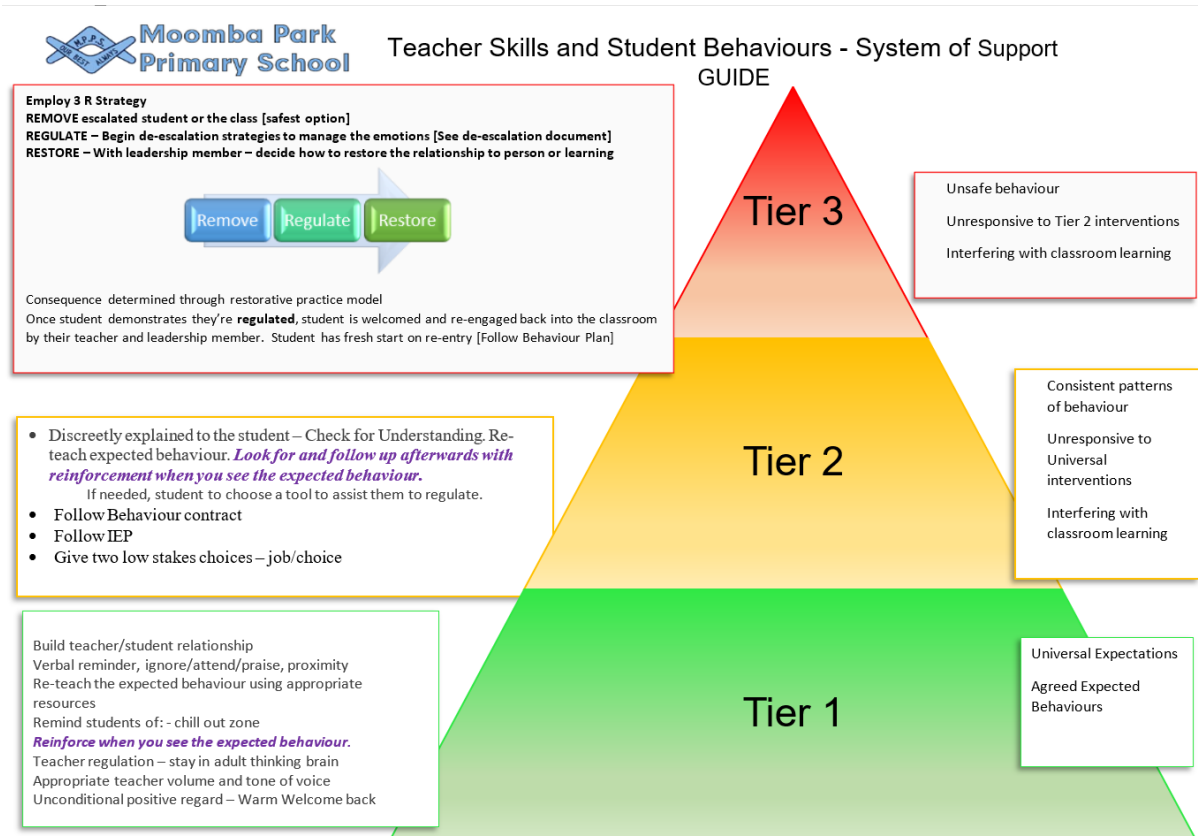 M.P.P.S.
OUR BEST ALWAYS
Moomba Park
Primary School
Teacher Skills and Student Behaviours - System of Support
GUIDE
Employ 3 R Strategy
REMOVE escalated student or the class [safest option]
REGULATE – Begin de-escalation strategies to manage the emotions [See de-escalation document]
RESTORE – With leadership member – decide how to restore the relationship to person or learning
Remove
Regulate
Restore
Consequence determined through restorative practice model
Once student demonstrates they're regulated, student is welcomed and re-engaged back into the classroom
by their teacher and leadership member.  Student has fresh start on re-entry [Follow Behaviour Plan]
Tier 3
Unsafe behaviour
Unresponsive to Tier 2 interventions
Interfering with classroom learning
• Discreetly explained to the student – Check for Understanding. Re-
teach expected behaviour. Look for and follow up afterwards with
reinforcement when you see the expected behaviour.
If needed, student to choose a tool to assist them to regulate.
• Follow Behaviour contract
• Follow IEP
• Give two low stakes choices – job/choice
Tier 2
Consistent patterns
of behaviour
Unresponsive to
Universal
interventions
Interfering with
classroom learning
Build teacher/student relationship
Verbal reminder, ignore/attend/praise, proximity
Re-teach the expected behaviour using appropriate
resources
Remind students of: - chill out zone
Reinforce when you see the expected behaviour.
Teacher regulation – stay in adult thinking brain
Appropriate teacher volume and tone of voice
Unconditional positive regard – Warm Welcome back
Tier 1
Universal Expectations
Agreed Expected
Behaviours